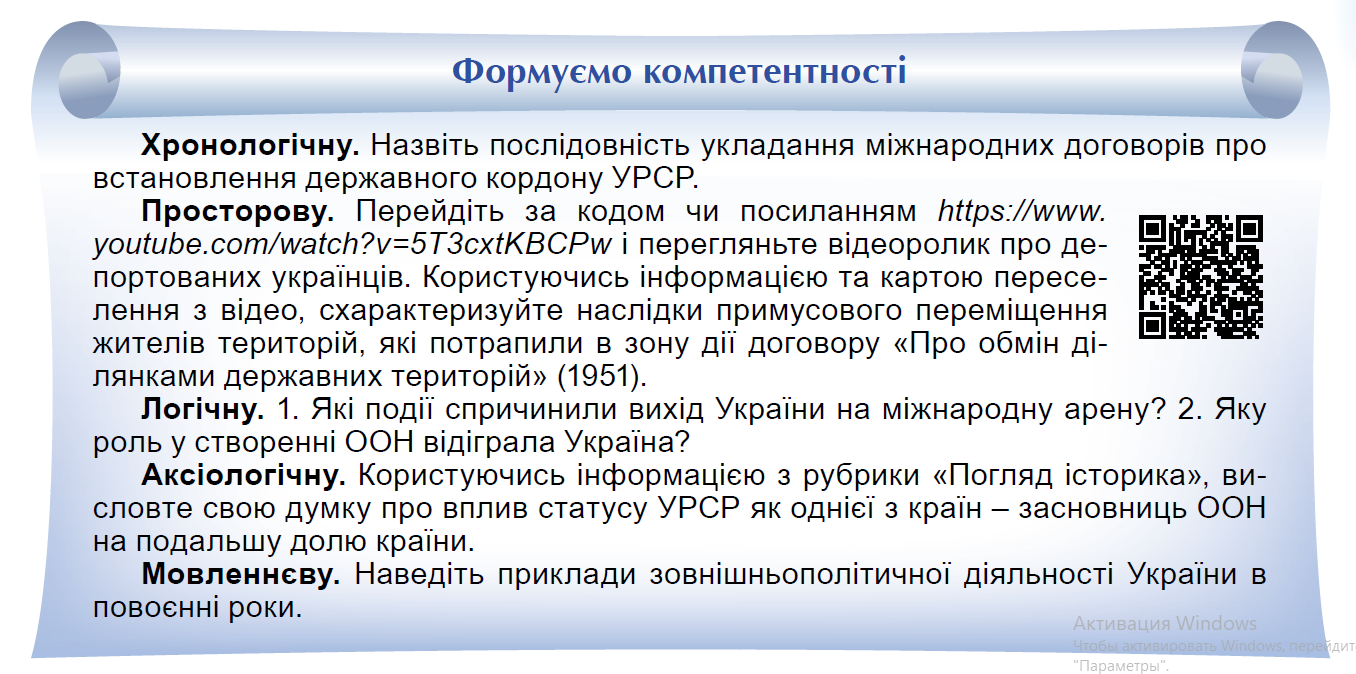 Формуємо компетентності
Хронологічну. Назвіть послідовність укладання міжнародних договорів про
встановлення державного кордону УРСР.
Просторову. Перейдіть за кодом чи посиланням https://www.
youtube.com/watch?v=5T3cxtKBCPw і перегляньте відеоролик про де-
портованих українців. Користуючись інформацією та картою пересе-
лення з відео, схарактеризуйте наслідки примусового переміщення
жителів територій, які потрапили в зону дії договору «Про обмін ді-
лянками державних територій» (1951).
Логічну. 1. Які події спричинили вихід України на міжнародну арену? 2. Яку
роль у створенні ООН відіграла Україна?
Аксіологічну. Користуючись інформацією з рубрики «Погляд історика», ви-
словте свою думку про вплив статусу УРСР як однієї з країн – засновниць ООН
на подальшу долю країни.
Мовленнєву. Наведіть приклади зовнішньополітичної діяльності України в
повоєнні роки.
Активация Windows
Чтобы активировать Windows, перейдит
"Параметры".